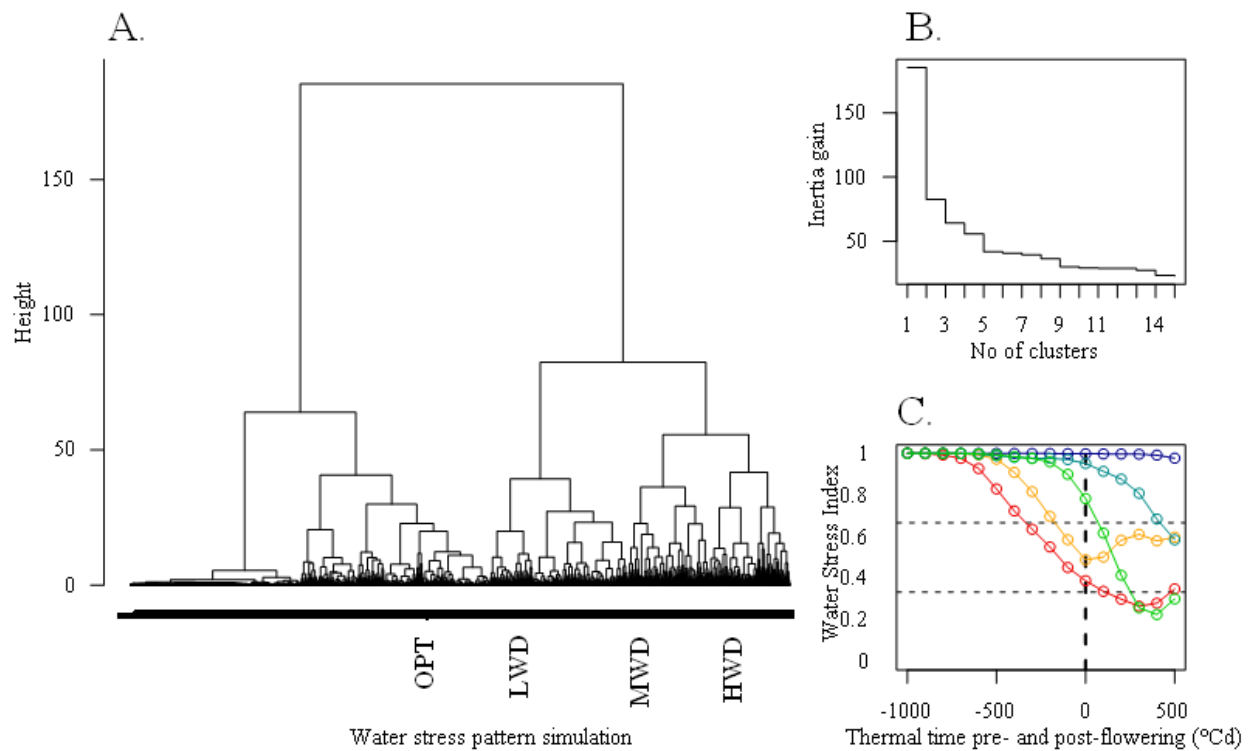 A.
Height
150
100
50
0
OPT
LWD
MWD
HWD
Water stress pattern simulation
B.
Inertia gain
150
100
50
1 3 5 7 9 11 14
No of clusters
C.
Water Stress Index
1
0.8
0.6
0.4
0.2
0
-1000 -500 0 500
Thermal time pre- and post-flowering (°Cd)